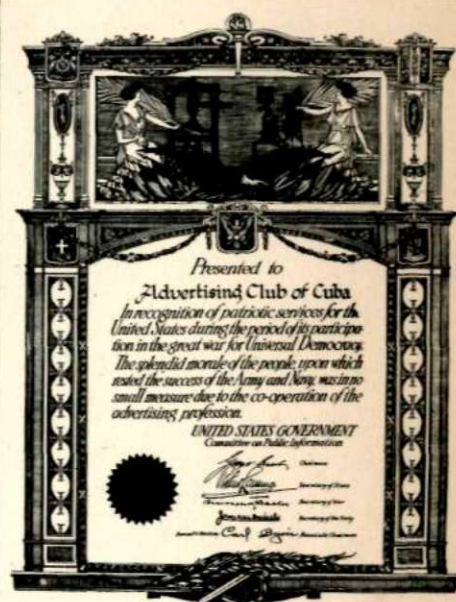 Presented to
Advertising Club of Cuba
In recognition of patriotic services for the
United States during the period of its participa-
tion in the great war for Universal Democracy.
The splendid morale of the people, upon which
rested the success of the Army and Navy, was in no
small measure due to the co-operation of the
advertising profession.
UNITED STATES GOVERNMENT
Committee on Public Information
Chairman
Secretary of State
Secretary of War
Secretary of the Navy
Carl Byoir Associate Chairman